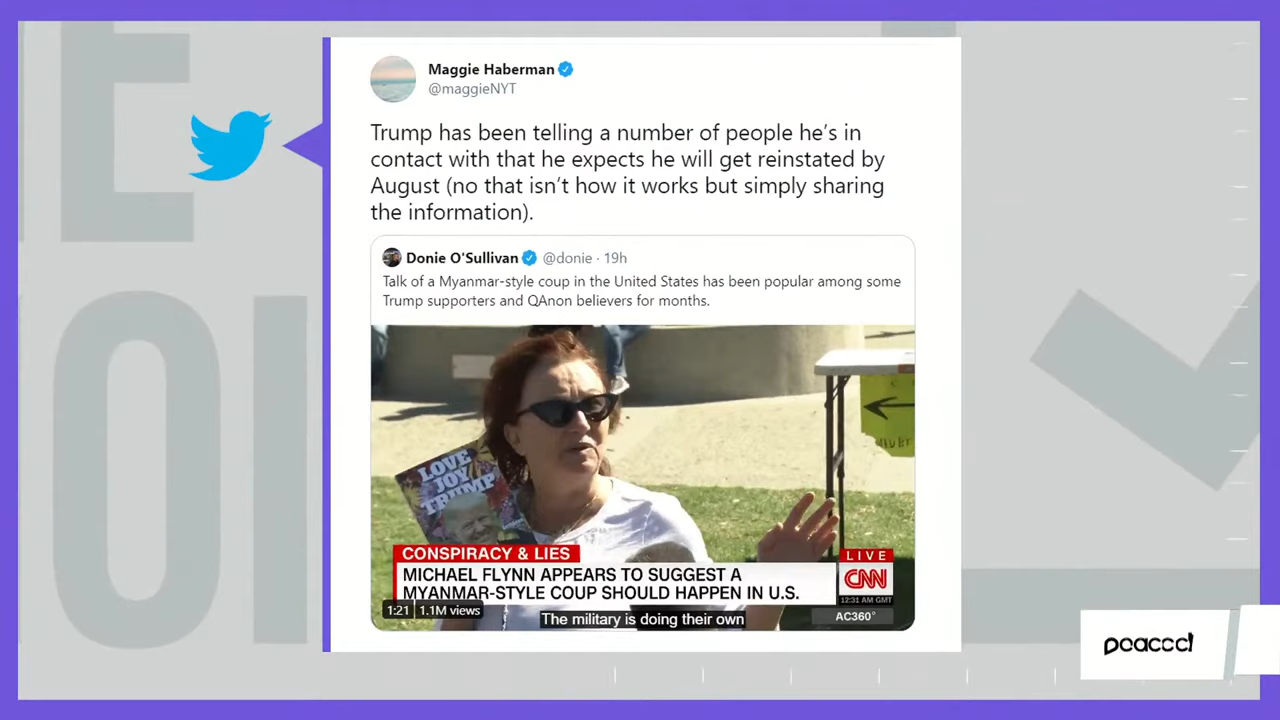 Maggie Haberman
@maggieNYT
Trump has been telling a number of people he's in
contact with that he expects he will get reinstated by
August (no that isn't how it works but simply sharing
the information).
Donie O'Sullivan @donie · 19h
Talk of a Myanmar-style coup in the United States has been popular among some
Trump supporters and QAnon believers for months.
LOVE
JOY
TRUMP
CONSPIRACY & LIES
MICHAEL FLYNN APPEARS TO SUGGEST A
MYANMAR-STYLE COUP SHOULD HAPPEN IN U.S.
LIVE
CNN
12:31 AM GMT
AC360°
1:21 1.1M views
The military is doing their own